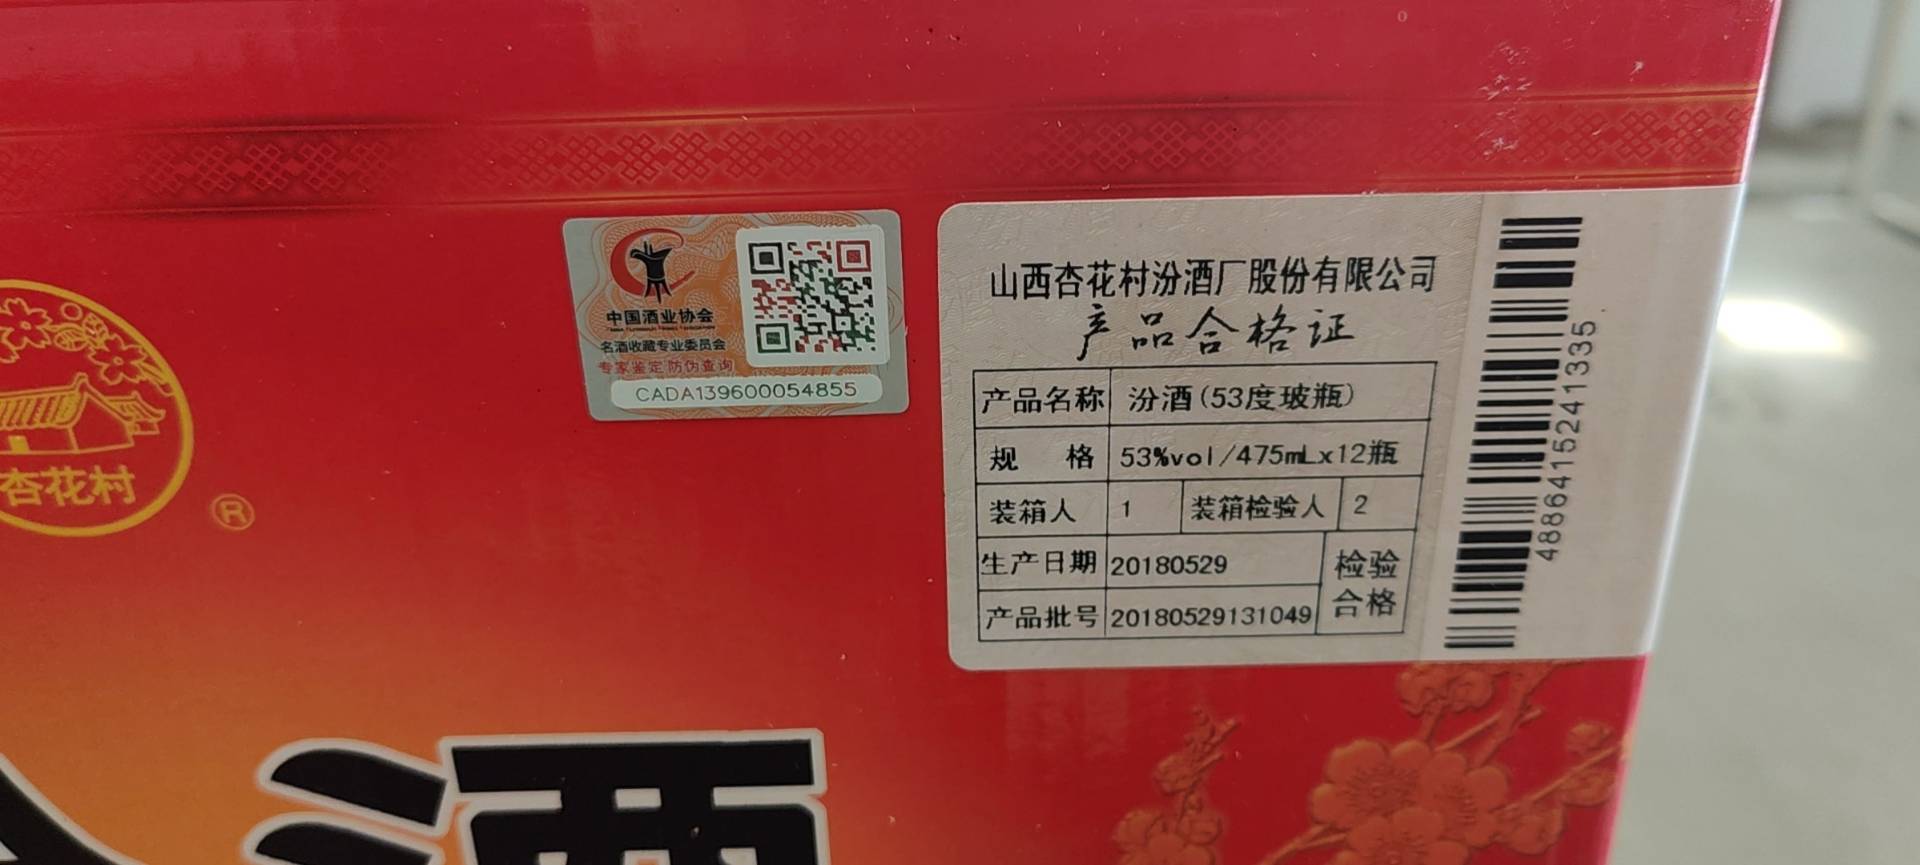 杏花村
®
中国酒业协会
名酒收藏专业委员会
专家鉴定 防伪查询
CADA139600054855
山西杏花村汾酒厂股份有限公司
产品合格证
产品名称 汾酒(53度玻瓶)
规 格 53%vol/475mLx12瓶
装箱人 1 装箱检验人 2
生产日期 20180529 检验
产品批号 20180529131049 合格
4886415241335
酒